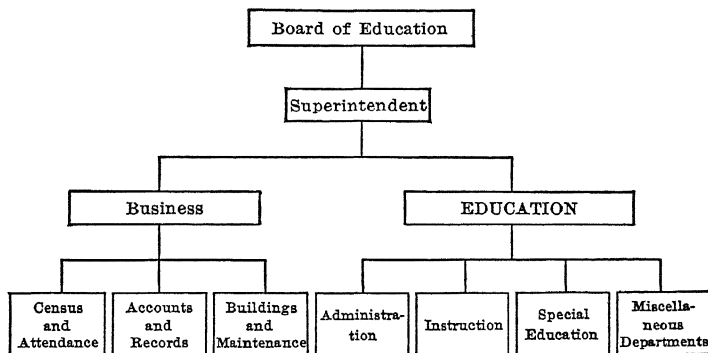 Board of Education
Superintendent
Business
EDUCATION
Census
and
Attendance
Accounts
and
Records
Buildings
and
Maintenance
Administra-
tion
Instruction
Special
Education
Miscella-
neous
Departments